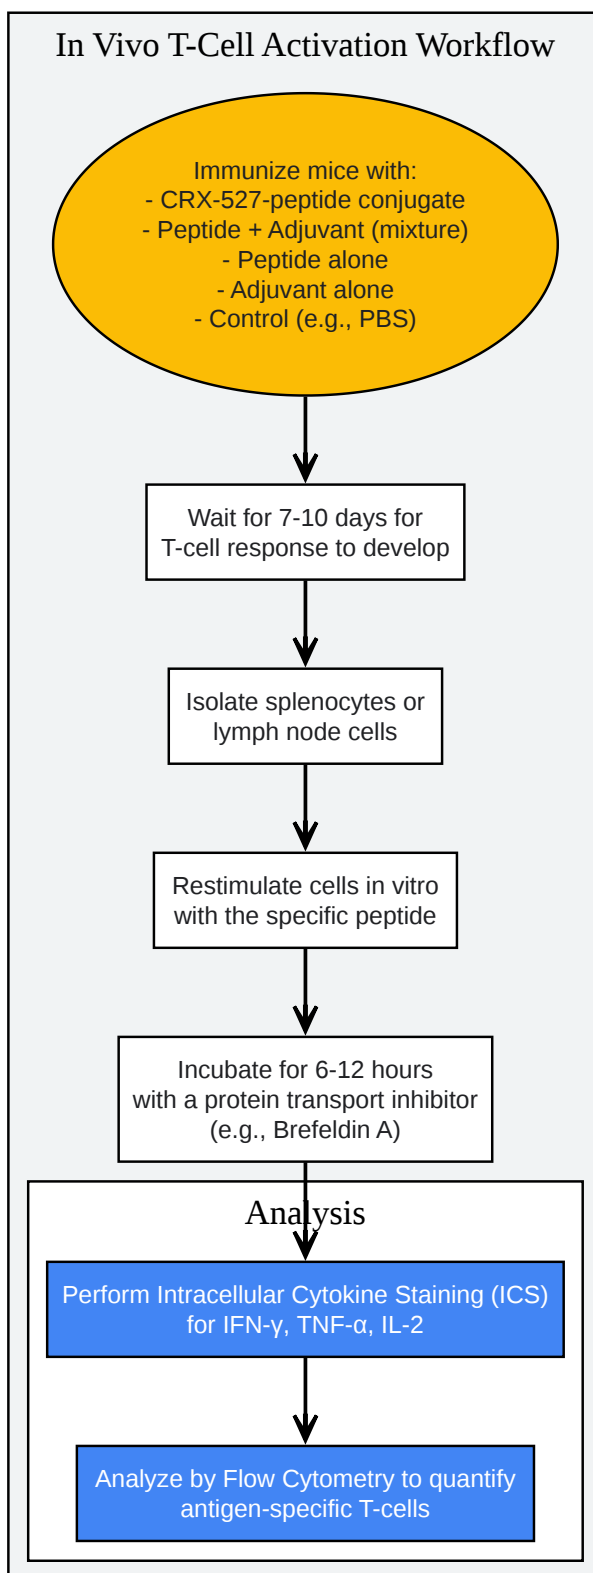 In Vivo T-Cell Activation Workflow
Immunize mice with:
- CRX-527-peptide conjugate
- Peptide + Adjuvant (mixture)
- Peptide alone
- Adjuvant alone
- Control (e.g., PBS)
Wait for 7-10 days for
T-cell response to develop
Isolate splenocytes or
lymph node cells
Restimulate cells in vitro
with the specific peptide
Incubate for 6-12 hours
with a protein transport inhibitor
(e.g., Brefeldin A)
Analysis
Perform Intracellular Cytokine Staining (ICS)
for IFN-γ, TNF-α, IL-2
Analyze by Flow Cytometry to quantify
antigen-specific T-cells